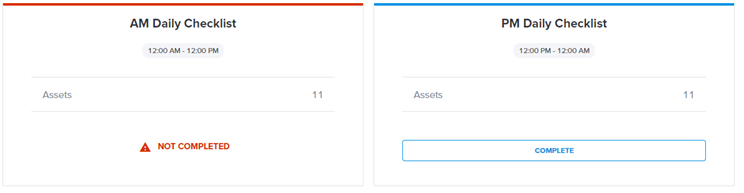 AM Daily Checklist
12:00 AM - 12:00 PM
Assets 11
NOT COMPLETED
PM Daily Checklist
12:00 PM - 12:00 AM
Assets 11
COMPLETE